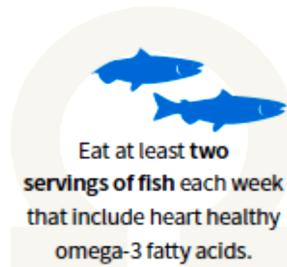 Eat at least two
servings of fish each week
that include heart healthy
omega-3 fatty acids.